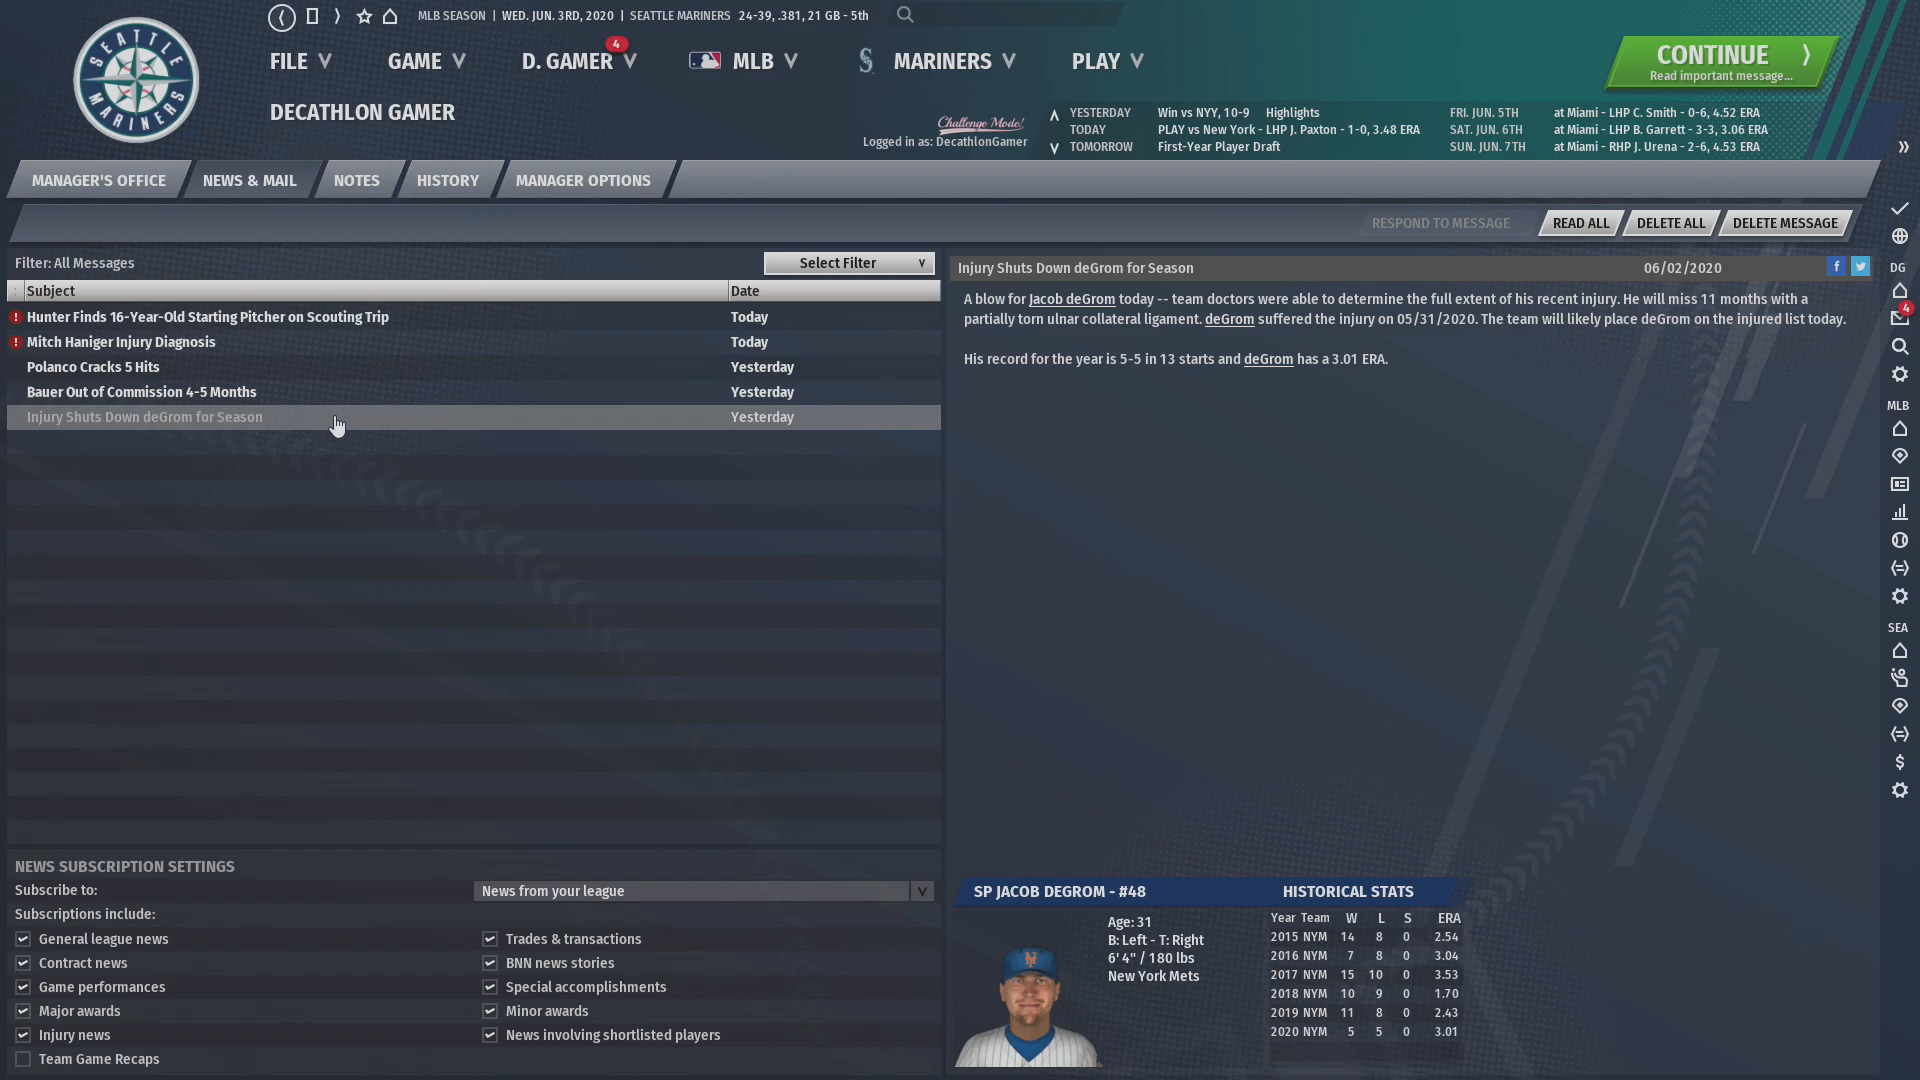 SEATTLE MARINERS
MLB SEASON | WED. JUN. 3RD, 2020 | SEATTLE MARINERS 24-39, .381, 21 GB - 5th
FILE GAME D. GAMER 4 MLB MARINERS PLAY
CONTINUE
Read important message...
DECATHLON GAMER
Challenge Mode!
Logged in as: DecathlonGamer
YESTERDAY Win vs NYY, 10-9 Highlights
TODAY PLAY vs New York - LHP J. Paxton - 1-0, 3.48 ERA
TOMORROW First-Year Player Draft
FRI. JUN. 5TH at Miami - LHP C. Smith - 0-6, 4.52 ERA
SAT. JUN. 6TH at Miami - LHP B. Garrett - 3-3, 3.06 ERA
SUN. JUN. 7TH at Miami - RHP J. Urena - 2-6, 4.53 ERA
MANAGER'S OFFICE NEWS & MAIL NOTES HISTORY MANAGER OPTIONS
RESPOND TO MESSAGE READ ALL DELETE ALL DELETE MESSAGE
Filter: All Messages Select Filter
Subject Date
Hunter Finds 16-Year-Old Starting Pitcher on Scouting Trip Today
Mitch Haniger Injury Diagnosis Today
Polanco Cracks 5 Hits Yesterday
Bauer Out of Commission 4-5 Months Yesterday
Injury Shuts Down deGrom for Season Yesterday
Injury Shuts Down deGrom for Season 06/02/2020
A blow for Jacob deGrom today -- team doctors were able to determine the full extent of his recent injury. He will miss 11 months with a
partially torn ulnar collateral ligament. deGrom suffered the injury on 05/31/2020. The team will likely place deGrom on the injured list today.
His record for the year is 5-5 in 13 starts and deGrom has a 3.01 ERA.
NEWS SUBSCRIPTION SETTINGS
Subscribe to: News from your league
Subscriptions include:
General league news Trades & transactions
Contract news BNN news stories
Game performances Special accomplishments
Major awards Minor awards
Injury news News involving shortlisted players
Team Game Recaps
SP JACOB DEGROM - #48
Age: 31
B: Left - T: Right
6' 4" / 180 lbs
New York Mets
HISTORICAL STATS
Year Team W L S ERA
2015 NYM 14 8 0 2.54
2016 NYM 7 8 0 3.04
2017 NYM 15 10 0 3.53
2018 NYM 10 9 0 1.70
2019 NYM 11 8 0 2.43
2020 NYM 5 5 0 3.01
DG
4
MLB
SEA